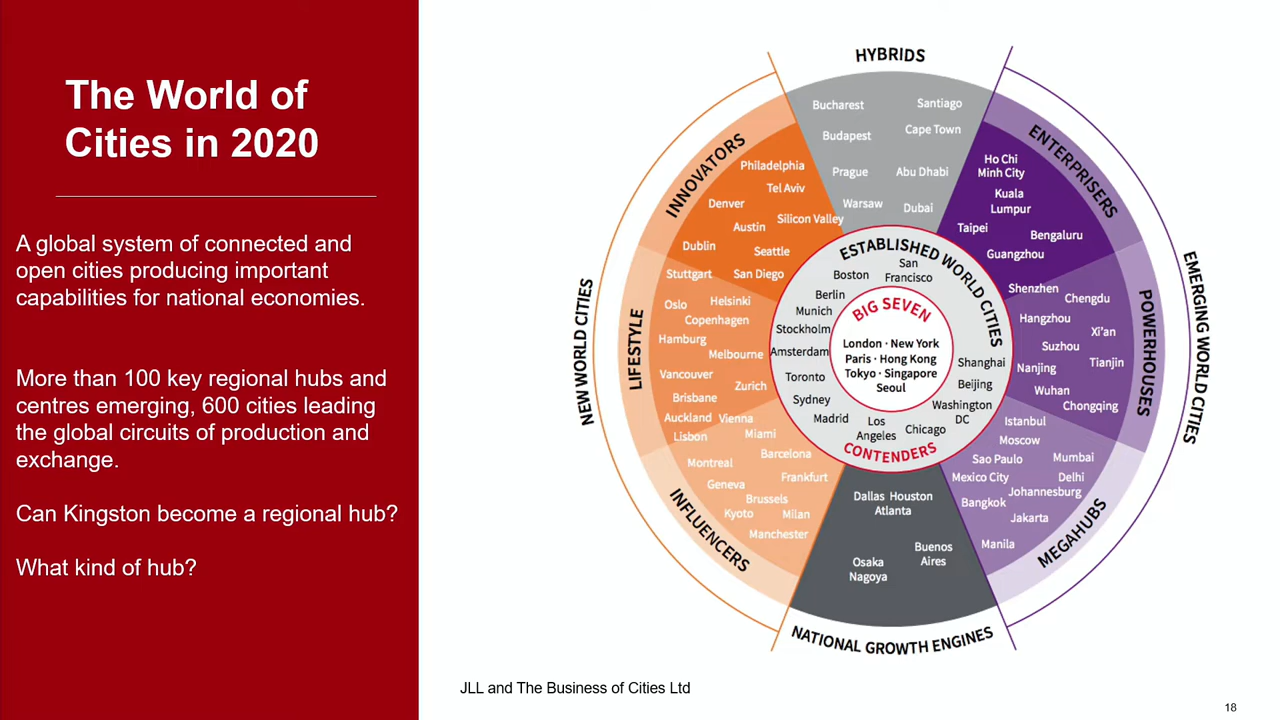 The World of
Cities in 2020
A global system of connected and
open cities producing important
capabilities for national economies.
More than 100 key regional hubs and
centres emerging, 600 cities leading
the global circuits of production and
exchange.
Can Kingston become a regional hub?
What kind of hub?
HYBRIDS
Bucharest
Santiago
Budapest
Cape Town
Prague
Abu Dhabi
Warsaw
Dubai
INNOVATORS
Philadelphia
Tel Aviv
Denver
Silicon Valley
Austin
Dublin
Seattle
Stuttgart
San Diego
NEW WORLD CITIES
LIFESTYLE
Oslo
Helsinki
Copenhagen
Hamburg
Melbourne
Vancouver
Zurich
Brisbane
Auckland
Vienna
Lisbon
Miami
INFLUENCERS
Barcelona
Montreal
Frankfurt
Geneva
Brussels
Kyoto
Milan
Manchester
ESTABLISHED WORLD CITIES
San
Francisco
Boston
Berlin
Munich
Stockholm
Amsterdam
Toronto
Sydney
Madrid
Los
Angeles
Chicago
Washington
DC
Beijing
Shanghai
CONTENDERS
BIG SEVEN
London · New York
Paris · Hong Kong
Tokyo · Singapore
Seoul
ENTERPRISERS
Ho Chi
Minh City
Kuala
Lumpur
Taipei
Bengaluru
Guangzhou
EMERGING WORLD CITIES
POWERHOUSES
Shenzhen
Chengdu
Hangzhou
Xi'an
Suzhou
Tianjin
Nanjing
Wuhan
Chongqing
MEGAHUBS
Istanbul
Moscow
Sao Paulo
Mumbai
Mexico City
Delhi
Johannesburg
Bangkok
Jakarta
Manila
Dallas Houston
Atlanta
Buenos
Aires
Osaka
Nagoya
NATIONAL GROWTH ENGINES
JLL and The Business of Cities Ltd
18